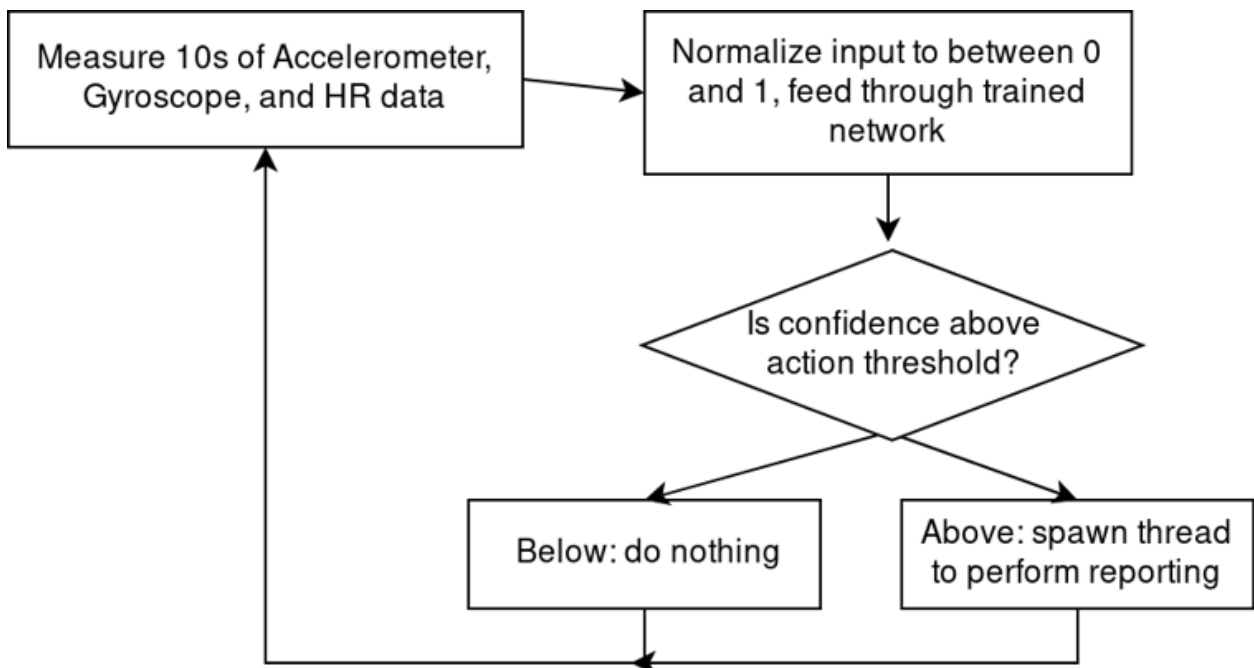 Measure 10s of Accelerometer,
Gyroscope, and HR data
Normalize input to between 0
and 1, feed through trained
network
Is confidence above
action threshold?
Below: do nothing
Above: spawn thread
to perform reporting